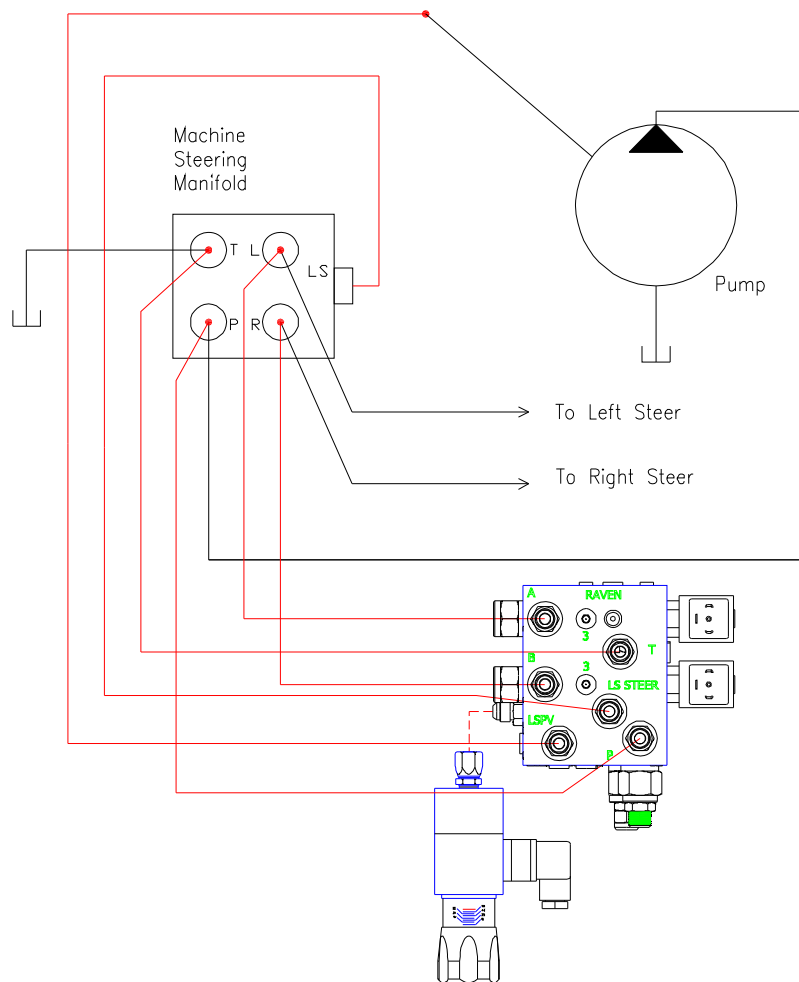 Machine
Steering
Manifold
T L
LS
P R
Pump
To Left Steer
To Right Steer
A
RAVEN
3
T
B
3
LS STEER
LSPV
P